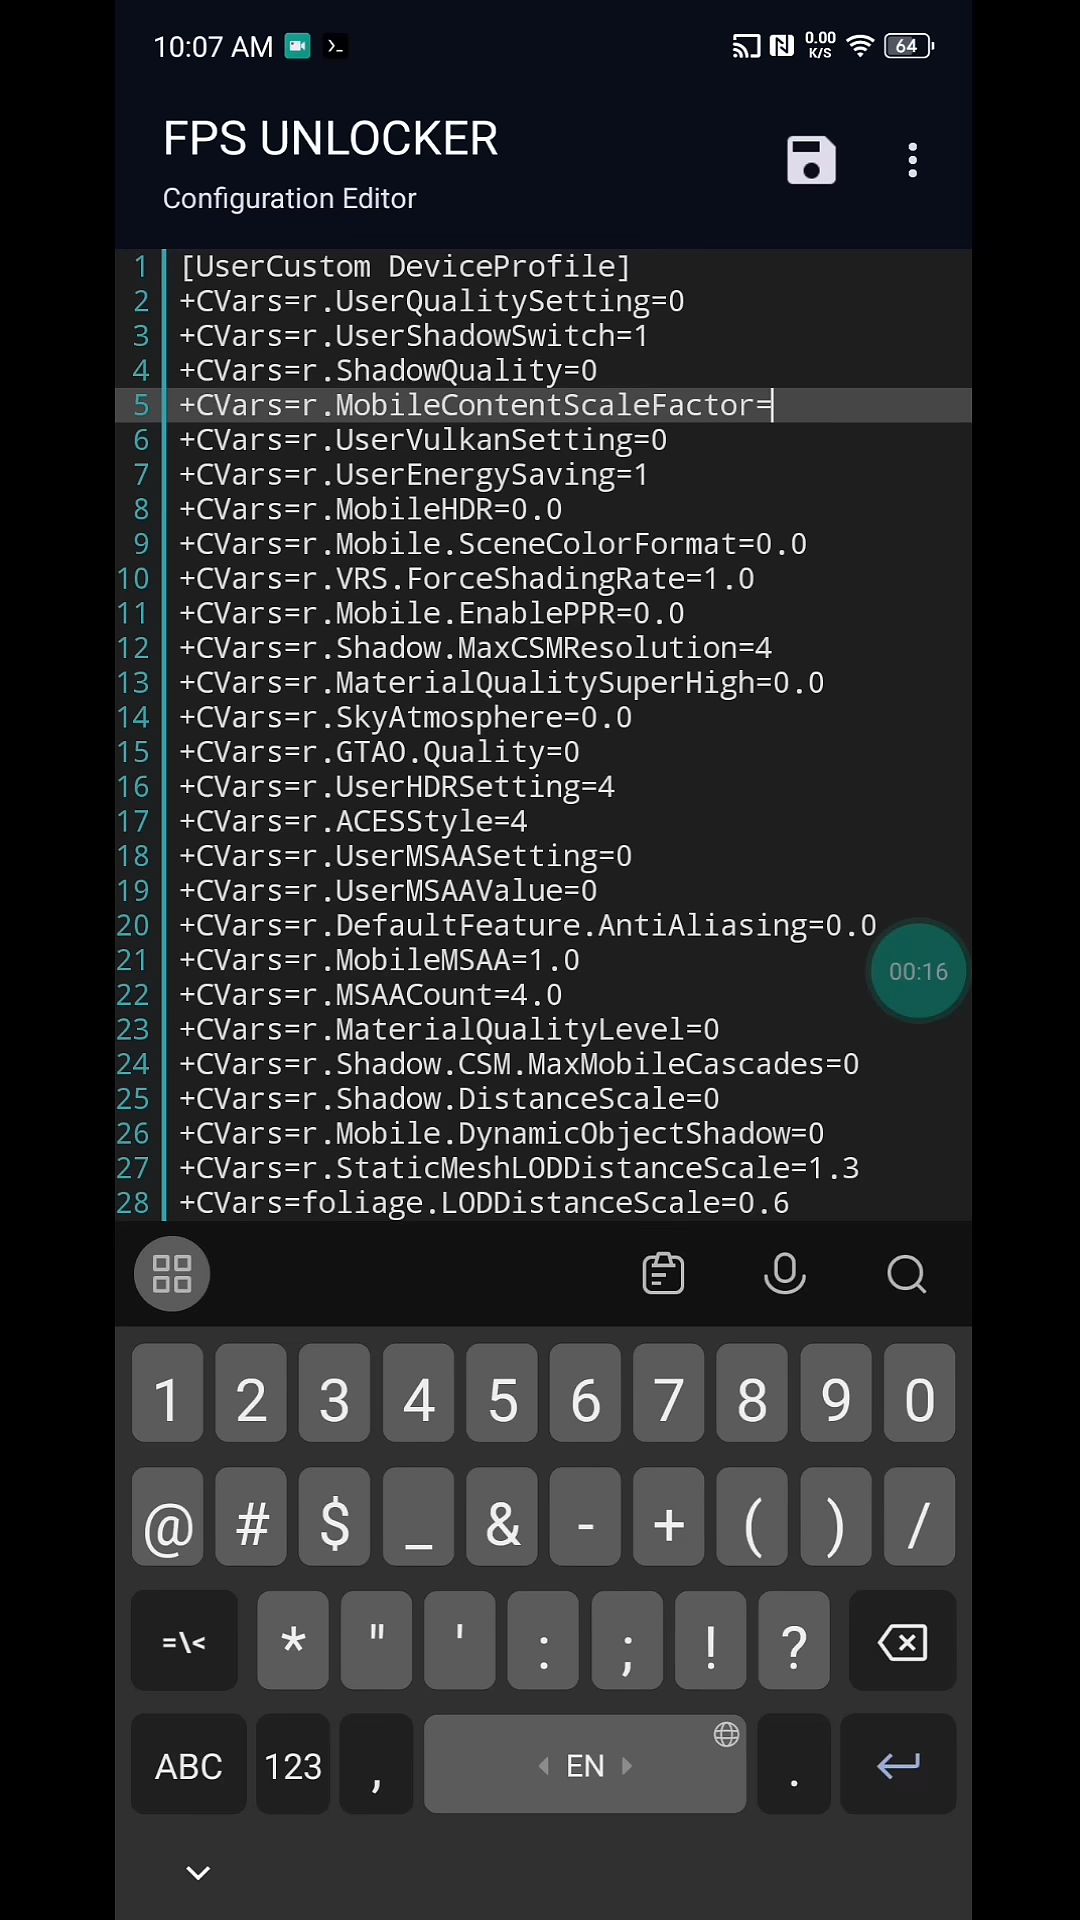 10:07 AM 0.00 K/S 64
FPS UNLOCKER
Configuration Editor
1 [UserCustom DeviceProfile]
2 +CVars=r.UserQualitySetting=0
3 +CVars=r.UserShadowSwitch=1
4 +CVars=r.ShadowQuality=0
5 +CVars=r.MobileContentScaleFactor=
6 +CVars=r.UserVulkanSetting=0
7 +CVars=r.UserEnergySaving=1
8 +CVars=r.MobileHDR=0.0
9 +CVars=r.Mobile.SceneColorFormat=0.0
10 +CVars=r.VRS.ForceShadingRate=1.0
11 +CVars=r.Mobile.EnablePPR=0.0
12 +CVars=r.Shadow.MaxCSMResolution=4
13 +CVars=r.MaterialQualitySuperHigh=0.0
14 +CVars=r.SkyAtmosphere=0.0
15 +CVars=r.GTAO.Quality=0
16 +CVars=r.UserHDRSetting=4
17 +CVars=r.ACESStyle=4
18 +CVars=r.UserMSAASetting=0
19 +CVars=r.UserMSAAValue=0
20 +CVars=r.DefaultFeature.AntiAliasing=0.0
21 +CVars=r.MobileMSAA=1.0
00:16
22 +CVars=r.MSAACount=4.0
23 +CVars=r.MaterialQualityLevel=0
24 +CVars=r.Shadow.CSM.MaxMobileCascades=0
25 +CVars=r.Shadow.DistanceScale=0
26 +CVars=r.Mobile.DynamicObjectShadow=0
27 +CVars=r.StaticMeshLODDistanceScale=1.3
28 +CVars=foliage.LODDistanceScale=0.6
1 2 3 4 5 6 7 8 9 0
@ # $ _ & - + ( ) /
=\< * " ' : ; ! ?
ABC 123 , EN .